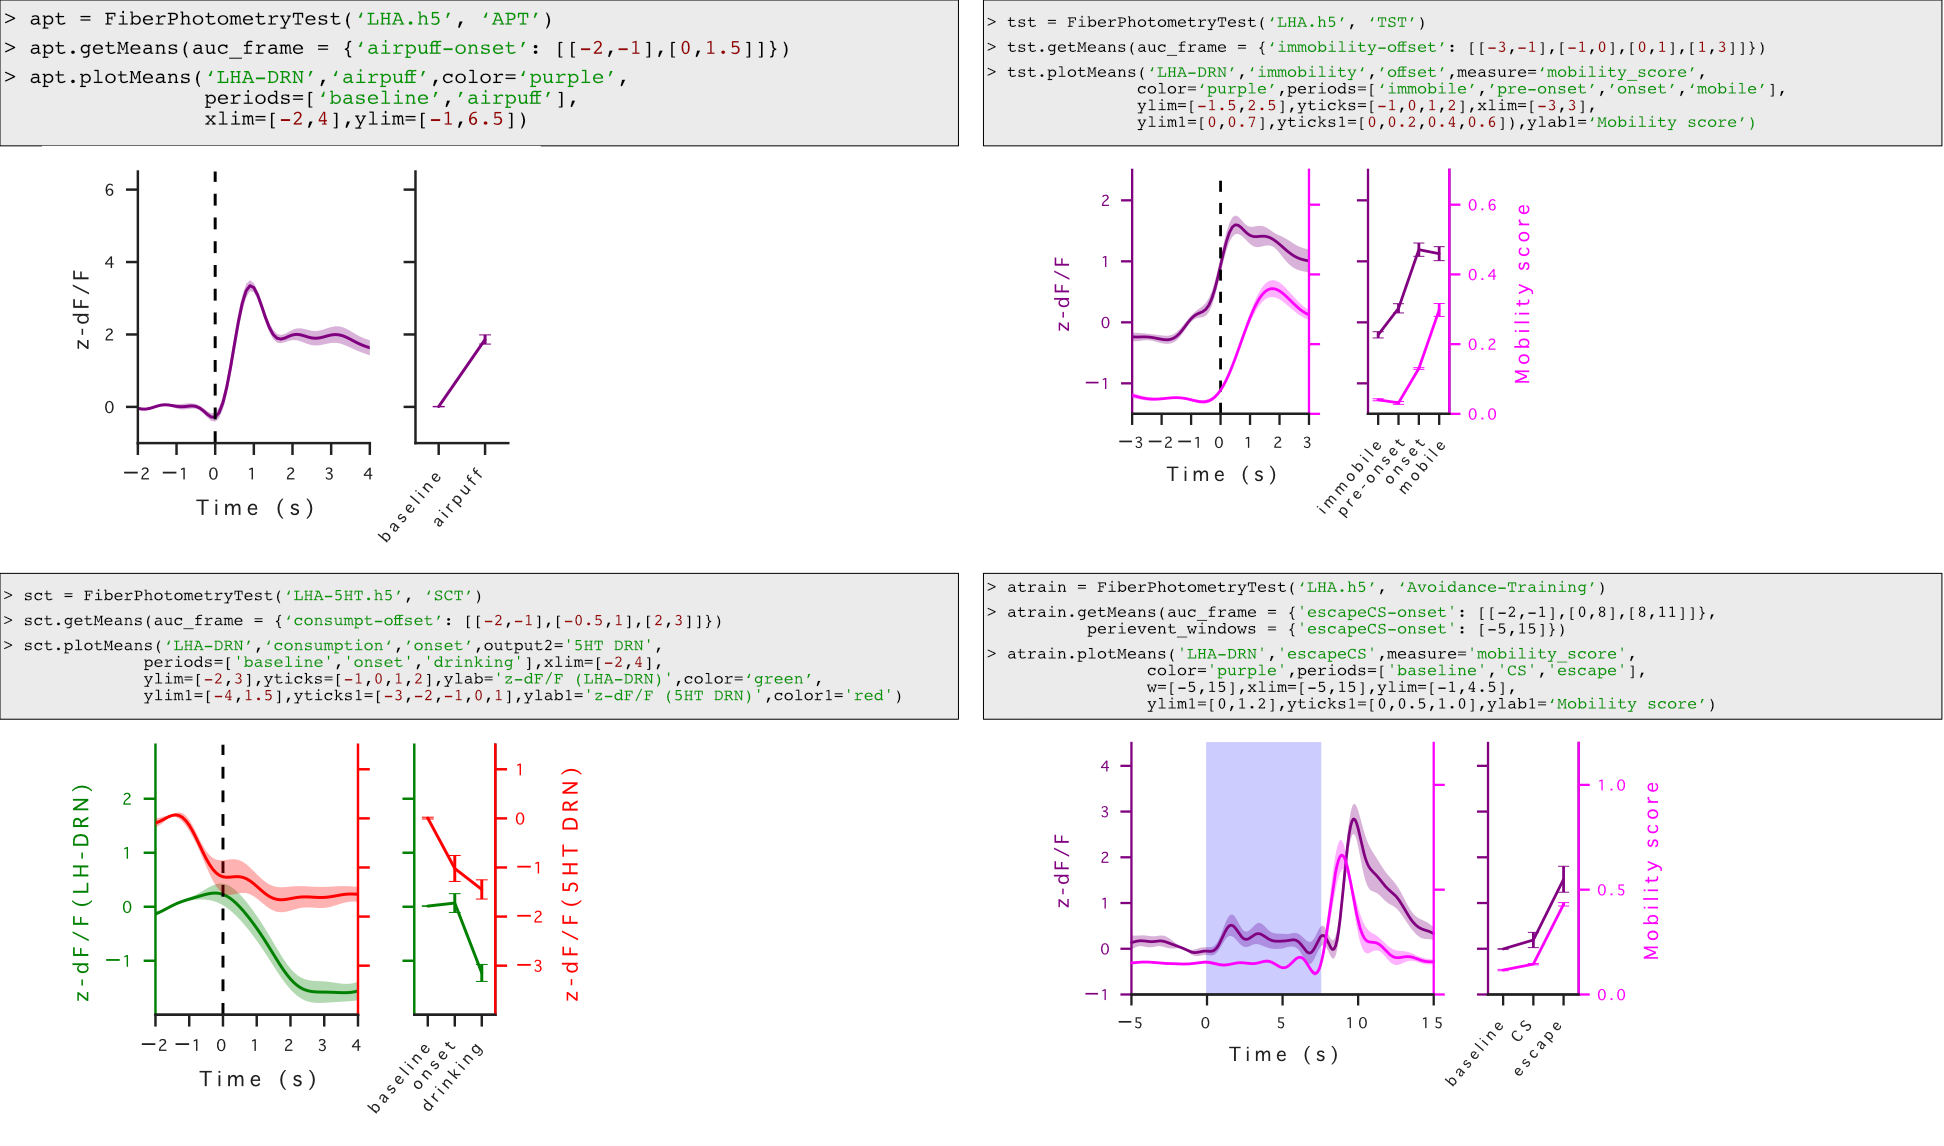 > apt = FiberPhotometryTest(‘LHA.h5’, ‘APT’)
> apt.getMeans(auc_frame = {‘airpuff-onset’: [[-2,-1],[0,1.5]]})
> apt.plotMeans(‘LHA-DRN’,‘airpuff’,color=‘purple’,
periods=[‘baseline’,‘airpuff’],
xlim=[-2,4],ylim=[-1,6.5])
6
4
2
0
z-dF/F
−2 −1 0 1 2 3 4
Time (s)
baseline
airpuff
> tst = FiberPhotometryTest(‘LHA.h5’, ‘TST’)
> tst.getMeans(auc_frame = {‘immobility-offset’: [[-3,-1],[-1,0],[0,1],[1,3]]})
> tst.plotMeans(‘LHA-DRN’,‘immobility‘,‘offset’,measure=‘mobility_score’,
color=‘purple’,periods=[‘immobile’,‘pre-onset’,‘onset’,‘mobile’],
ylim=[-1.5,2.5],yticks=[-1,0,1,2],xlim=[-3,3],
ylim1=[0,0.7],yticks1=[0,0.2,0.4,0.6]),ylab1=‘Mobility score’)
2
1
0
−1
z-dF/F
−3 −2 −1 0 1 2 3
Time (s)
immobile
pre-onset
onset
mobile
0.6
0.4
0.2
0.0
Mobility score
> sct = FiberPhotometryTest(‘LHA-5HT.h5’, ‘SCT’)
> sct.getMeans(auc_frame = {‘consumpt-offset’: [[-2,-1],[-0.5,1],[2,3]]})
> sct.plotMeans(‘LHA-DRN’,‘consumption’,‘onset’,output2='5HT DRN',
periods=['baseline','onset','drinking'],xlim=[-2,4],
ylim=[-2,3],yticks=[-1,0,1,2],ylab='z-dF/F (LHA-DRN)',color=‘green’,
ylim1=[-4,1.5],yticks1=[-3,-2,-1,0,1],ylab1='z-dF/F (5HT DRN)',color1='red')
2
1
0
−1
z-dF/F(LH-DRN)
−2 −1 0 1 2 3 4
Time (s)
baseline
onset
drinking
1
0
−1
−2
−3
z-dF/F(5HT DRN)
> atrain = FiberPhotometryTest(‘LHA.h5’, ‘Avoidance-Training’)
> atrain.getMeans(auc_frame = {'escapeCS-onset': [[-2,-1],[0,8],[8,11]]},
perievent_windows = {'escapeCS-onset': [-5,15]})
> atrain.plotMeans('LHA-DRN','escapeCS',measure='mobility_score',
color='purple',periods=['baseline','CS','escape'],
w=[-5,15],xlim=[-5,15],ylim=[-1,4.5],
ylim1=[0,1.2],yticks1=[0,0.5,1.0],ylab1=‘Mobility score’)
4
3
2
1
0
−1
z-dF/F
−5 0 5 10 15
Time (s)
baseline
CS
escape
1.0
0.5
0.0
Mobility score